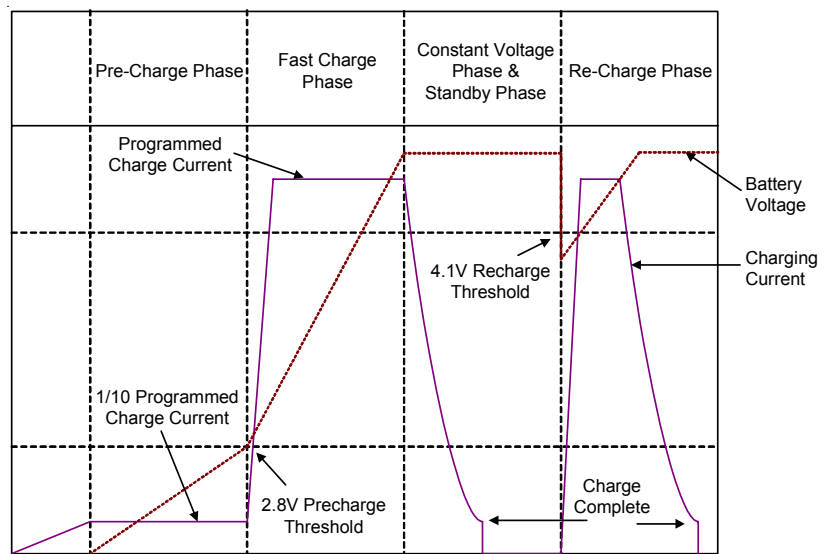 Pre-Charge Phase
Fast Charge
Phase
Constant Voltage
Phase &
Standby Phase
Re-Charge Phase
Programmed
Charge Current
Battery
Voltage
4.1V Recharge
Threshold
Charging
Current
1/10 Programmed
Charge Current
2.8V Precharge
Threshold
Charge
Complete